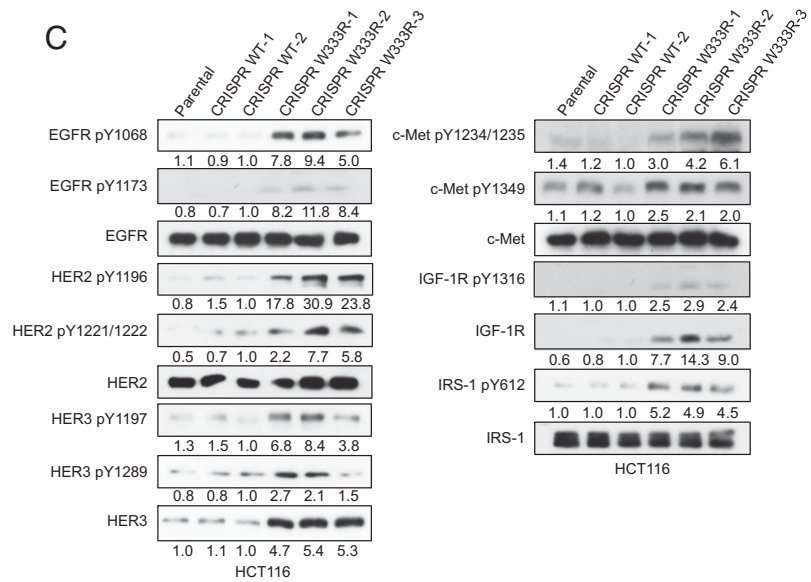 C
Parental
CRISPR WT-1
CRISPR WT-2
CRISPR W333R-1
CRISPR W333R-2
CRISPR W333R-3
EGFR pY1068
1.1 0.9 1.0 7.8 9.4 5.0
EGFR pY1173
0.8 0.7 1.0 8.2 11.8 8.4
EGFR
HER2 pY1196
0.8 1.5 1.0 17.8 30.9 23.8
HER2 pY1221/1222
0.5 0.7 1.0 2.2 7.7 5.8
HER2
HER3 pY1197
1.3 1.5 1.0 6.8 8.4 3.8
HER3 pY1289
0.8 0.8 1.0 2.7 2.1 1.5
HER3
1.0 1.1 1.0 4.7 5.4 5.3
HCT116
Parental
CRISPR WT-1
CRISPR WT-2
CRISPR W333R-1
CRISPR W333R-2
CRISPR W333R-3
c-Met pY1234/1235
1.4 1.2 1.0 3.0 4.2 6.1
c-Met pY1349
1.1 1.2 1.0 2.5 2.1 2.0
c-Met
IGF-1R pY1316
1.1 1.0 1.0 2.5 2.9 2.4
IGF-1R
0.6 0.8 1.0 7.7 14.3 9.0
IRS-1 pY612
1.0 1.0 1.0 5.2 4.9 4.5
IRS-1
HCT116